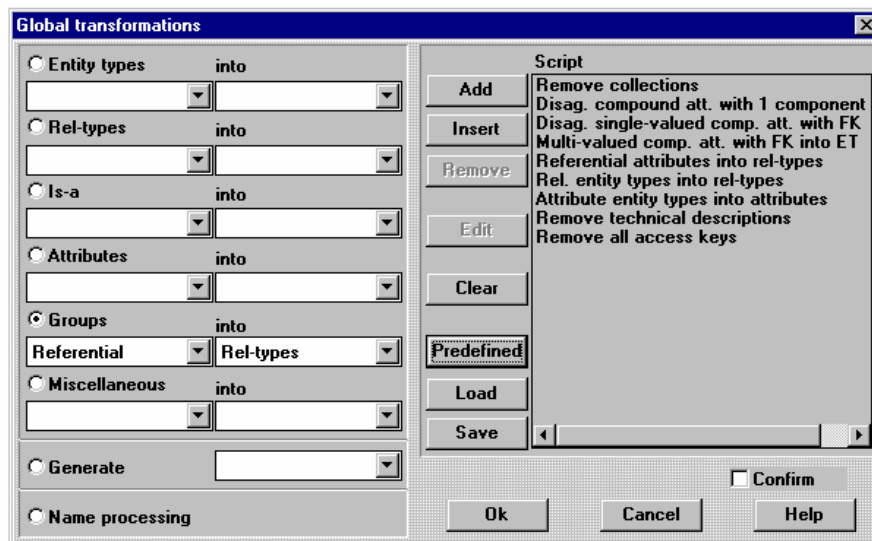 Global transformations
Entity types into
Rel-types into
Is-a into
Attributes into
Groups into
Referential Rel-types
Miscellaneous into
Generate
Name processing
Add
Insert
Remove
Edit
Clear
Predefined
Load
Save
Script
Remove collections
Disag. compound att. with 1 component
Disag. single-valued comp. att. with FK
Multi-valued comp. att. with FK into ET
Referential attributes into rel-types
Rel. entity types into rel-types
Attribute entity types into attributes
Remove technical descriptions
Remove all access keys
Confirm
Ok Cancel Help